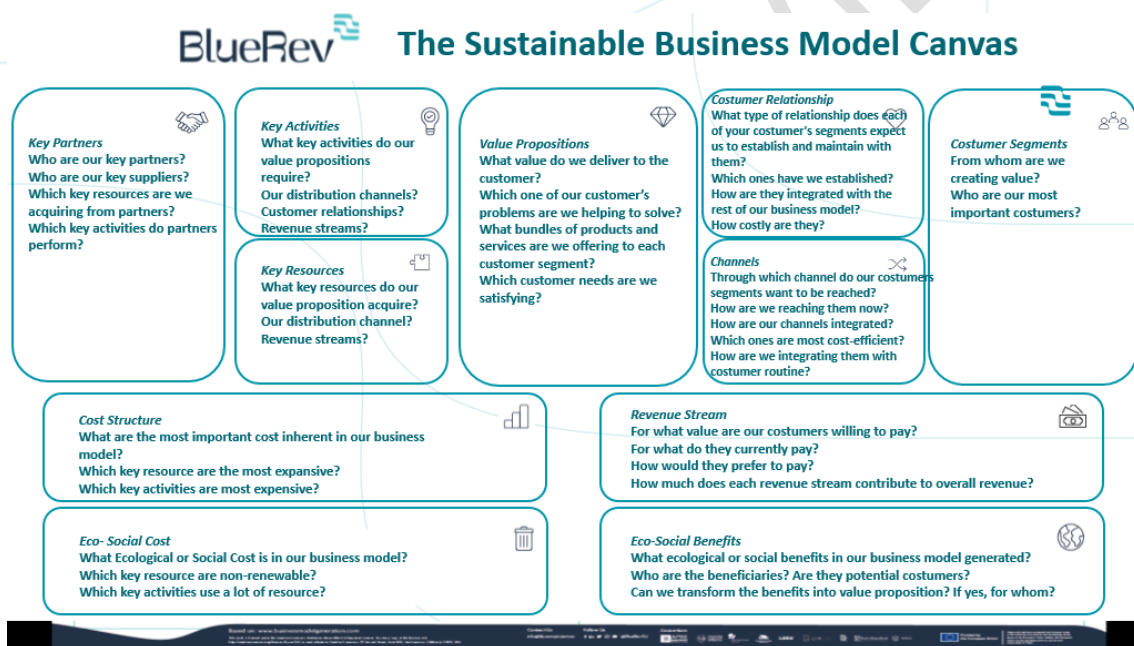 BlueRev
The Sustainable Business Model Canvas
Key Partners
Who are our key partners?
Who are our key suppliers?
Which key resources are we
acquiring from partners?
Which key activities do partners
perform?
Key Activities
What key activities do our
value propositions
require?
Our distribution channels?
Customer relationships?
Revenue streams?
Key Resources
What key resources do our
value proposition acquire?
Our distribution channel?
Revenue streams?
Value Propositions
What value do we deliver to the
customer?
Which one of our customer's
problems are we helping to solve?
What bundles of products and
services are we offering to each
customer segment?
Which customer needs are we
satisfying?
Costumer Relationship
What type of relationship does each
of your costumer's segments expect
us to establish and maintain with
them?
Which ones have we established?
How are they integrated with the
rest of our business model?
How costly are they?
Channels
Through which channel do our costumers
segments want to be reached?
How are we reaching them now?
How are our channels integrated?
Which ones are most cost-efficient?
How are we integrating them with
costumer routine?
Costumer Segments
From whom are we
creating value?
Who are our most
important costumers?
Cost Structure
What are the most important cost inherent in our business
model?
Which key resource are the most expansive?
Which key activities are most expensive?
Revenue Stream
For what value are our costumers willing to pay?
For what do they currently pay?
How would they prefer to pay?
How much does each revenue stream contribute to overall revenue?
Eco- Social Cost
What Ecological or Social Cost is in our business model?
Which key resource are non-renewable?
Which key activities use a lot of resource?
Eco-Social Benefits
What ecological or social benefits in our business model generated?
Who are the beneficiaries? Are they potential costumers?
Can we transform the benefits into value proposition? If yes, for whom?
Based on: www.businessmodelgeneration.com